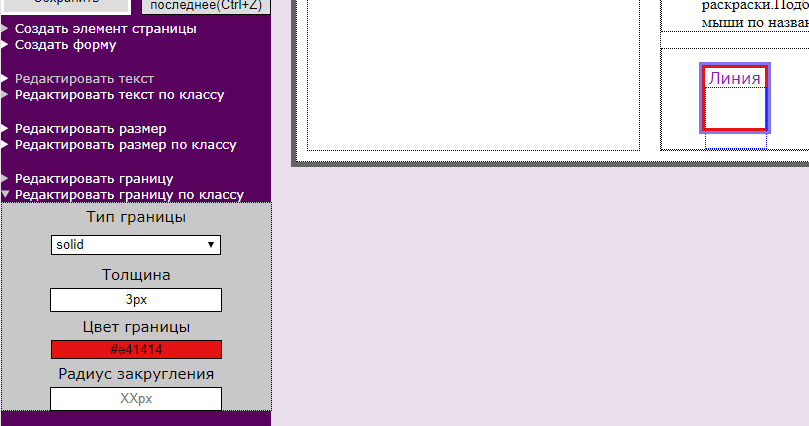 Сохранить
последнее(Ctrl+Z)
Создать элемент страницы
Создать форму
Редактировать текст
Редактировать текст по классу
Редактировать размер
Редактировать размер по классу
Редактировать границу
Редактировать границу по классу
Тип границы
solid
Толщина
3px
Цвет границы
#e41414
Радиус закругления
XXpx
раскраски.Подо
мыши по назва
Линия